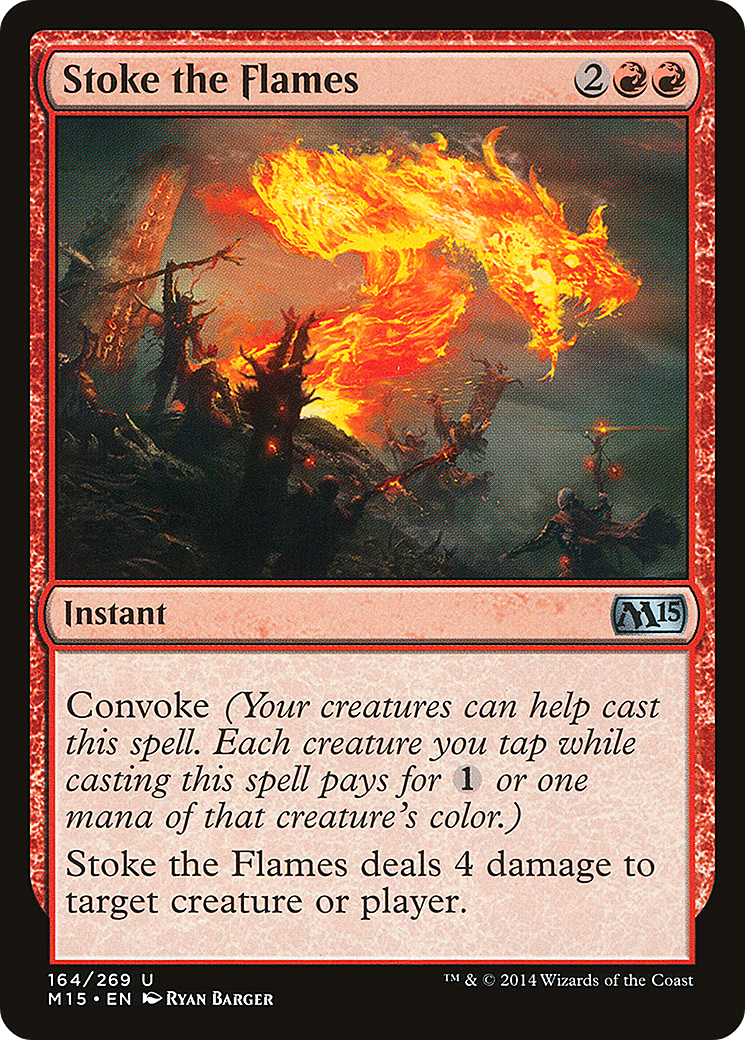 Stoke the Flames 2
Instant M15
Convoke (Your creatures can help cast
this spell. Each creature you tap while
casting this spell pays for 1 or one
mana of that creature's color.)
Stoke the Flames deals 4 damage to
target creature or player.
164/269 U
™ & © 2014 Wizards of the Coast
M15 • EN Ryan Barger